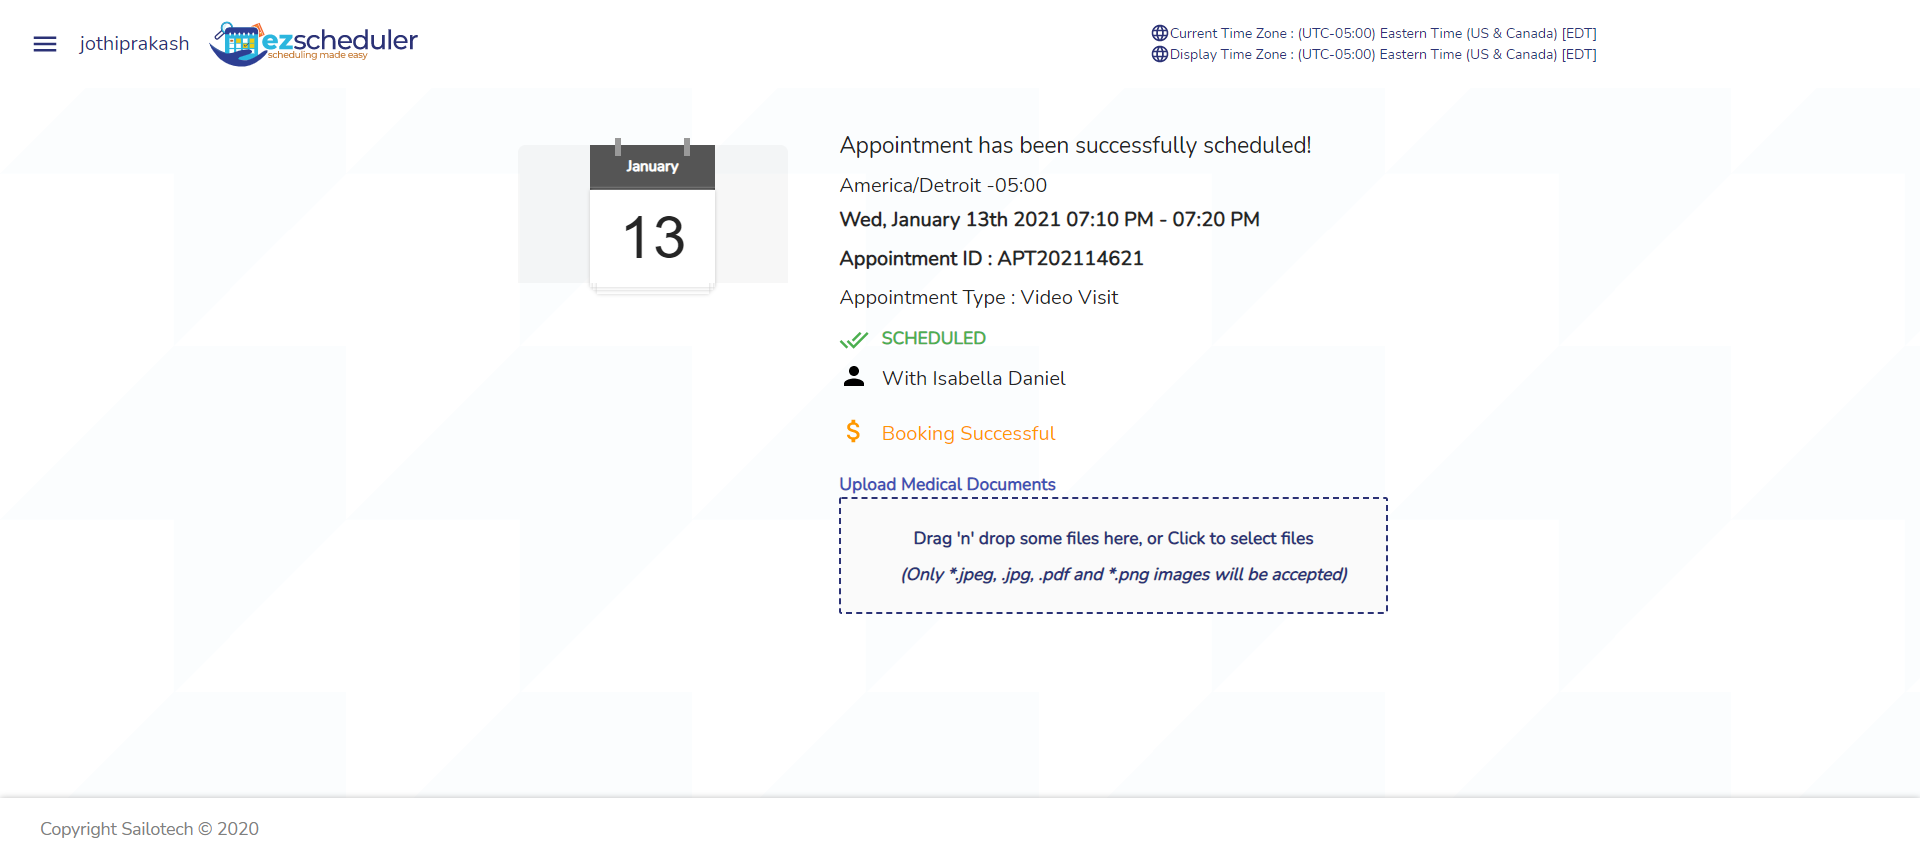 jothiprakash
ezscheduler
scheduling made easy
Current Time Zone : (UTC-05:00) Eastern Time (US & Canada) [EDT]
Display Time Zone : (UTC-05:00) Eastern Time (US & Canada) [EDT]
January
13
Appointment has been successfully scheduled!
America/Detroit -05:00
Wed, January 13th 2021 07:10 PM - 07:20 PM
Appointment ID : APT202114621
Appointment Type : Video Visit
SCHEDULED
With Isabella Daniel
$ Booking Successful
Upload Medical Documents
Drag 'n' drop some files here, or Click to select files
(Only *.jpeg, .jpg, .pdf and *.png images will be accepted)
Copyright Sailotech © 2020